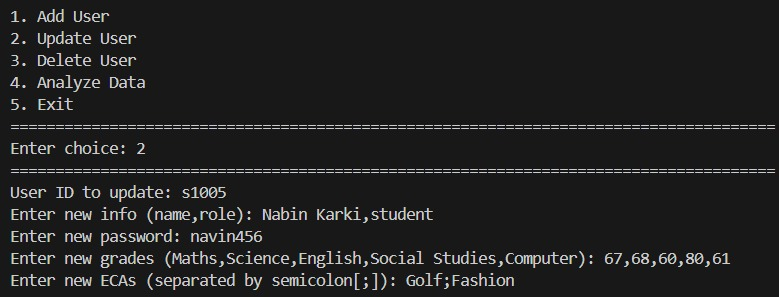 1. Add User
2. Update User
3. Delete User
4. Analyze Data
5. Exit
=====================================================================================
Enter choice: 2
=====================================================================================
User ID to update: s1005
Enter new info (name,role): Nabin Karki,student
Enter new password: navin456
Enter new grades (Maths,Science,English,Social Studies,Computer): 67,68,60,80,61
Enter new ECAs (separated by semicolon[;]): Golf;Fashion